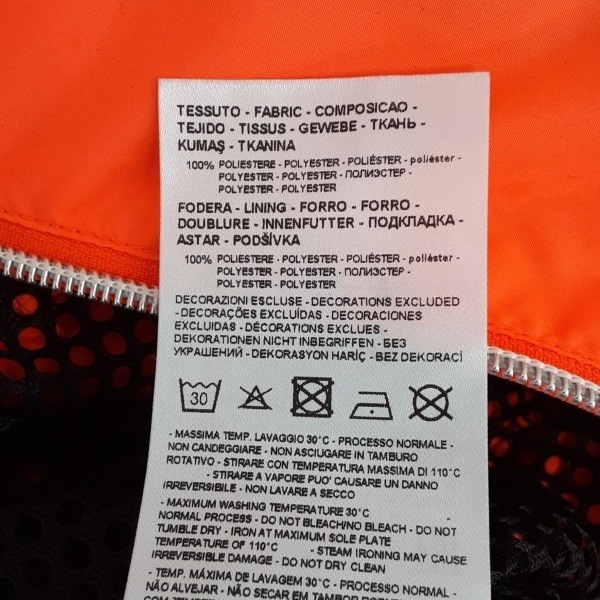 TESSUTO - FABRIC - COMPOSICAO -
TEJIDO - TISSUS - GEWEBE - ТКАНЬ -
KUMAŞ - TKANINA
100% POLIESTERE - POLYESTER - POLIÉSTER - poliéster -
POLYESTER - POLYESTER - ПОЛИЭСТЕР -
POLYESTER - POLYESTER
FODERA - LINING - FORRO - FORRO -
DOUBLURE - INNENFUTTER - ПОДКЛАДКА -
ASTAR - PODŠÍVKA
100% POLIESTERE - POLYESTER - POLIÉSTER - poliéster -
POLYESTER - POLYESTER - ПОЛИЭСТЕР -
POLYESTER - POLYESTER
DECORAZIONI ESCLUSE - DECORATIONS EXCLUDED
- DECORAÇÕES EXCLUÍDAS - DECORACIONES
EXCLUIDAS - DÉCORATIONS EXCLUES -
DEKORATIONEN NICHT INBEGRIFFEN - БЕЗ
УКРАШЕНИЙ - DEKORASYON HARİÇ - BEZ DEKORACÍ
30
- MASSIMA TEMP. LAVAGGIO 30°C - PROCESSO NORMALE -
NON CANDEGGIARE - NON ASCIUGARE IN TAMBURO
ROTATIVO - STIRARE CON TEMPERATURA MASSIMA DI 110°C
- STIRARE A VAPORE PUO' CAUSARE UN DANNO
IRREVERSIBILE - NON LAVARE A SECCO
- MAXIMUM WASHING TEMPERATURE 30°C -
NORMAL PROCESS - DO NOT BLEACH/NO BLEACH - DO NOT
TUMBLE DRY - IRON AT MAXIMUM SOLE PLATE
TEMPERATURE OF 110°C - STEAM IRONING MAY CAUSE
IRREVERSIBLE DAMAGE - DO NOT DRY CLEAN
- TEMP. MÁXIMA DE LAVAGEM 30°C - PROCESSO NORMAL -
NÃO ALVEJAR - NÃO SECAR EM TAMBOR